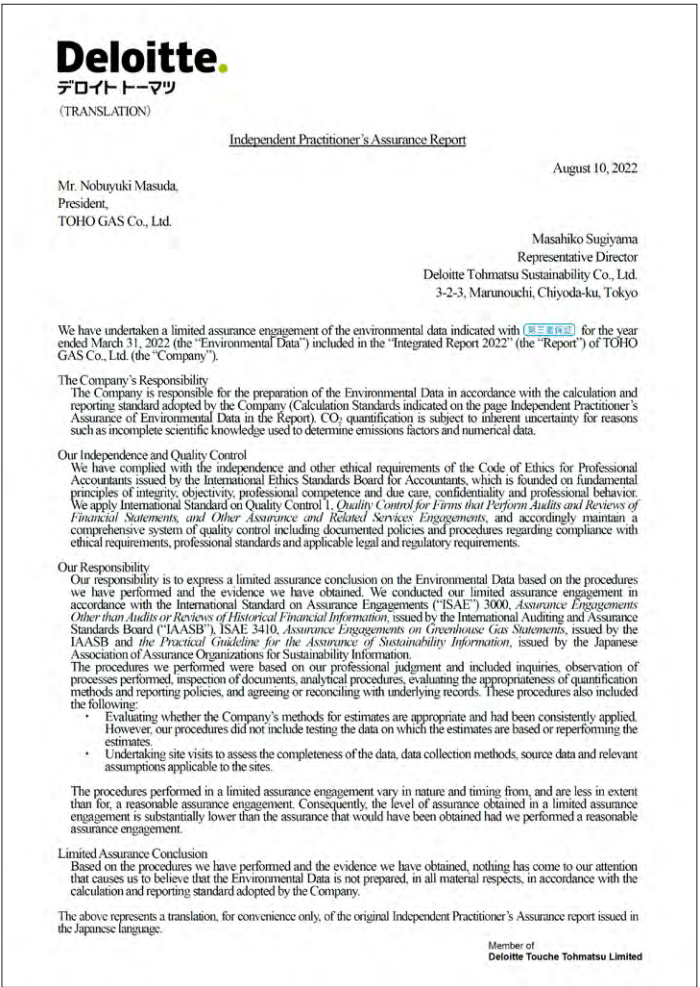 Deloitte.
デロイト トーマツ
(TRANSLATION)
Independent Practitioner's Assurance Report
August 10, 2022
Mr. Nobuyuki Masuda,
President,
TOHO GAS Co., Ltd.
Masahiko Sugiyama
Representative Director
Deloitte Tohmatsu Sustainability Co., Ltd.
3-2-3, Marunouchi, Chiyoda-ku, Tokyo
We have undertaken a limited assurance engagement of the environmental data indicated with 第三者保証 for the year
ended March 31, 2022 (the “Environmental Data”) included in the “Integrated Report 2022” (the “Report”) of TOHO
GAS Co., Ltd. (the “Company”).
The Company's Responsibility
The Company is responsible for the preparation of the Environmental Data in accordance with the calculation and
reporting standard adopted by the Company (Calculation Standards indicated on the page Independent Practitioner's
Assurance of Environmental Data in the Report). CO₂ quantification is subject to inherent uncertainty for reasons
such as incomplete scientific knowledge used to determine emissions factors and numerical data.
Our Independence and Quality Control
We have complied with the independence and other ethical requirements of the Code of Ethics for Professional
Accountants issued by the International Ethics Standards Board for Accountants, which is founded on fundamental
principles of integrity, objectivity, professional competence and due care, confidentiality and professional behavior.
We apply International Standard on Quality Control 1, Quality Control for Firms that Perform Audits and Reviews of
Financial Statements, and Other Assurance and Related Services Engagements, and accordingly maintain a
comprehensive system of quality control including documented policies and procedures regarding compliance with
ethical requirements, professional standards and applicable legal and regulatory requirements.
Our Responsibility
Our responsibility is to express a limited assurance conclusion on the Environmental Data based on the procedures
we have performed and the evidence we have obtained. We conducted our limited assurance engagement in
accordance with the International Standard on Assurance Engagements (“ISAE”) 3000, Assurance Engagements
Other than Audits or Reviews of Historical Financial Information, issued by the International Auditing and Assurance
Standards Board (“IAASB”), ISAE 3410, Assurance Engagements on Greenhouse Gas Statements, issued by the
IAASB and the Practical Guideline for the Assurance of Sustainability Information, issued by the Japanese
Association of Assurance Organizations for Sustainability Information.
The procedures we performed were based on our professional judgment and included inquiries, observation of
processes performed, inspection of documents, analytical procedures, evaluating the appropriateness of quantification
methods and reporting policies, and agreeing or reconciling with underlying records. These procedures also included
the following:
• Evaluating whether the Company's methods for estimates are appropriate and had been consistently applied.
However, our procedures did not include testing the data on which the estimates are based or reperforming the
estimates.
• Undertaking site visits to assess the completeness of the data, data collection methods, source data and relevant
assumptions applicable to the sites.
The procedures performed in a limited assurance engagement vary in nature and timing from, and are less in extent
than for, a reasonable assurance engagement. Consequently, the level of assurance obtained in a limited assurance
engagement is substantially lower than the assurance that would have been obtained had we performed a reasonable
assurance engagement.
Limited Assurance Conclusion
Based on the procedures we have performed and the evidence we have obtained, nothing has come to our attention
that causes us to believe that the Environmental Data is not prepared, in all material respects, in accordance with the
calculation and reporting standard adopted by the Company.
The above represents a translation, for convenience only, of the original Independent Practitioner's Assurance report issued in
the Japanese language.
Member of
Deloitte Touche Tohmatsu Limited